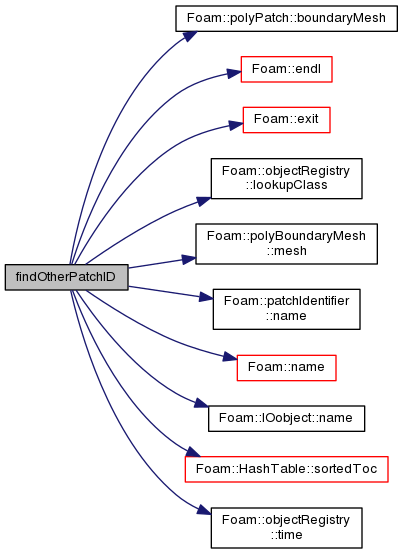 Foam::polyPatch::boundaryMesh
Foam::endl
Foam::exit
Foam::objectRegistry
::lookupClass
Foam::polyBoundaryMesh
::mesh
findOtherPatchID
Foam::patchIdentifier
::name
Foam::name
Foam::IOobject::name
Foam::HashTable::sortedToc
Foam::objectRegistry
::time